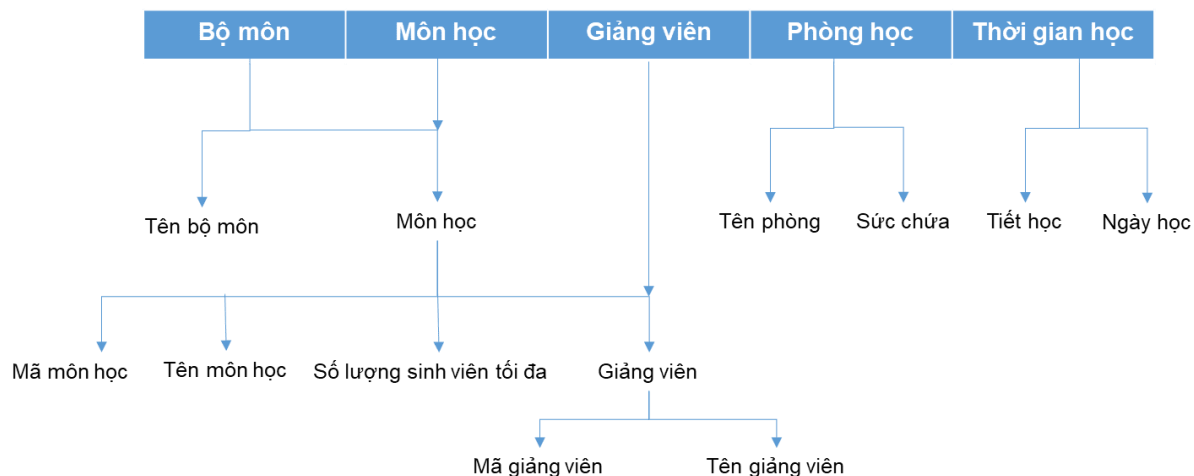 Bộ môn
Môn học
Giảng viên
Phòng học
Thời gian học
Tên bộ môn
Môn học
Tên phòng
Sức chứa
Tiết học
Ngày học
Mã môn học
Tên môn học
Số lượng sinh viên tối đa
Giảng viên
Mã giảng viên
Tên giảng viên